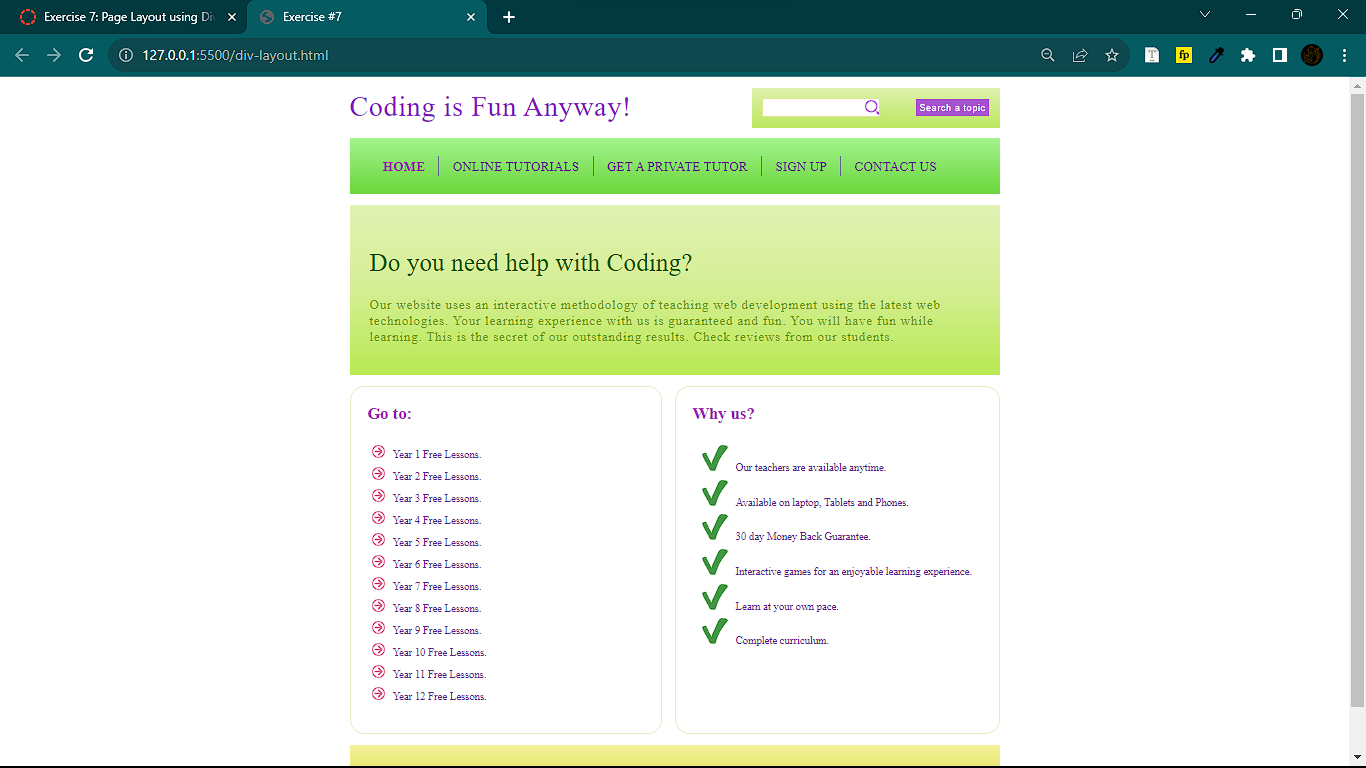 Exercise 7: Page Layout using Di
Exercise #7
127.0.0.1:5500/div-layout.html
T
fp
Coding is Fun Anyway!
Search a topic
HOME
ONLINE TUTORIALS
GET A PRIVATE TUTOR
SIGN UP
CONTACT US
Do you need help with Coding?
Our website uses an interactive methodology of teaching web development using the latest web
technologies. Your learning experience with us is guaranteed and fun. You will have fun while
learning. This is the secret of our outstanding results. Check reviews from our students.
Go to:
Year 1 Free Lessons.
Year 2 Free Lessons.
Year 3 Free Lessons.
Year 4 Free Lessons.
Year 5 Free Lessons.
Year 6 Free Lessons.
Year 7 Free Lessons.
Year 8 Free Lessons.
Year 9 Free Lessons.
Year 10 Free Lessons.
Year 11 Free Lessons.
Year 12 Free Lessons.
Why us?
Our teachers are available anytime.
Available on laptop, Tablets and Phones.
30 day Money Back Guarantee.
Interactive games for an enjoyable learning experience.
Learn at your own pace.
Complete curriculum.